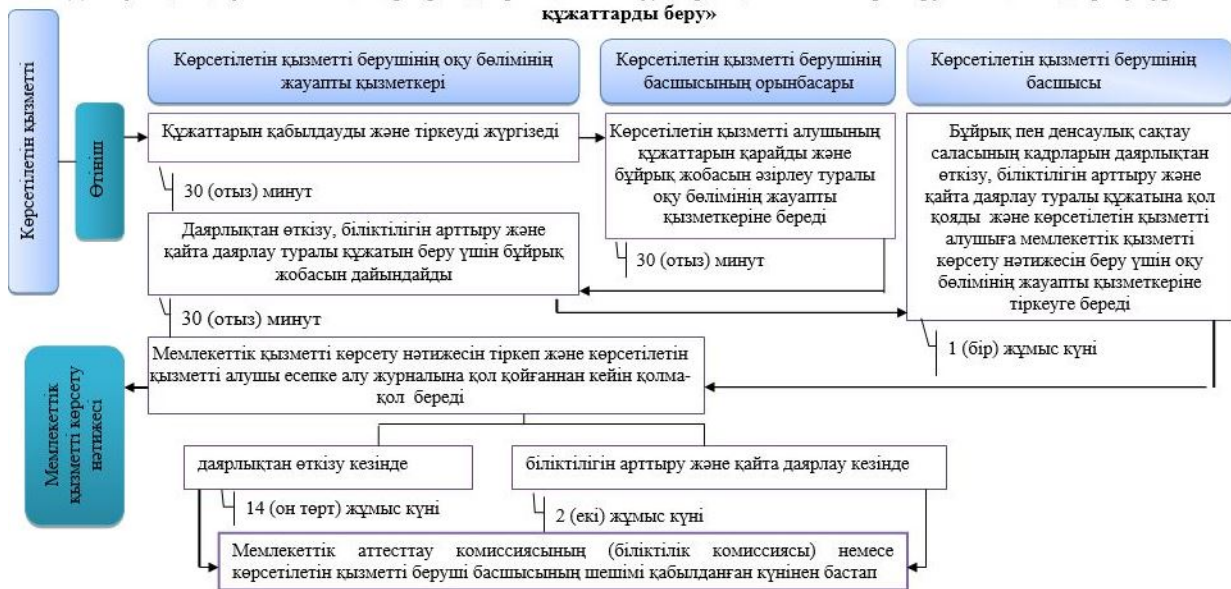 құжаттарды беру»
Көрсетілетін қызметті
Өтініш
Көрсетілетін қызметті берушінің оқу бөлімінің
жауапты қызметкері
Көрсетілетін қызметті берушінің
басшысының орынбасары
Көрсетілетін қызметті берушінің
басшысы
Құжаттарын қабылдауды және тіркеуді жүргізеді
30 (отыз) минут
Көрсетілетін қызметті алушының
құжаттарын қарайды және
бұйрық жобасын әзірлеу туралы
оқу бөлімінің жауапты
қызметкеріне береді
30 (отыз) минут
Даярлықтан өткізу, біліктілігін арттыру және
қайта даярлау туралы құжатын беру үшін бұйрық
жобасын дайындайды
30 (отыз) минут
Бұйрық пен денсаулық сақтау
саласының кадрларын даярлықтан
өткізу, біліктілігін арттыру және
қайта даярлау туралы құжатына қол
қояды және көрсетілетін қызметті
алушыға мемлекеттік қызметті
көрсету нәтижесін беру үшін оқу
бөлімінің жауапты қызметкеріне
тіркеуге береді
1 (бір) жұмыс күні
Мемлекеттік
қызметті көрсету
нәтижесі
Мемлекеттік қызметті көрсету нәтижесін тіркеп және көрсетілетін
қызметті алушы есепке алу журналына қол қойғаннан кейін қолма-
қол береді
даярлықтан өткізу кезінде
14 (он төрт) жұмыс күні
біліктілігін арттыру және қайта даярлау кезінде
2 (екі) жұмыс күні
Мемлекеттік аттесттау комиссиясының (біліктілік комиссиясы) немесе
көрсетілетін қызметті беруші басшысының шешімі қабылданған күнінен бастап